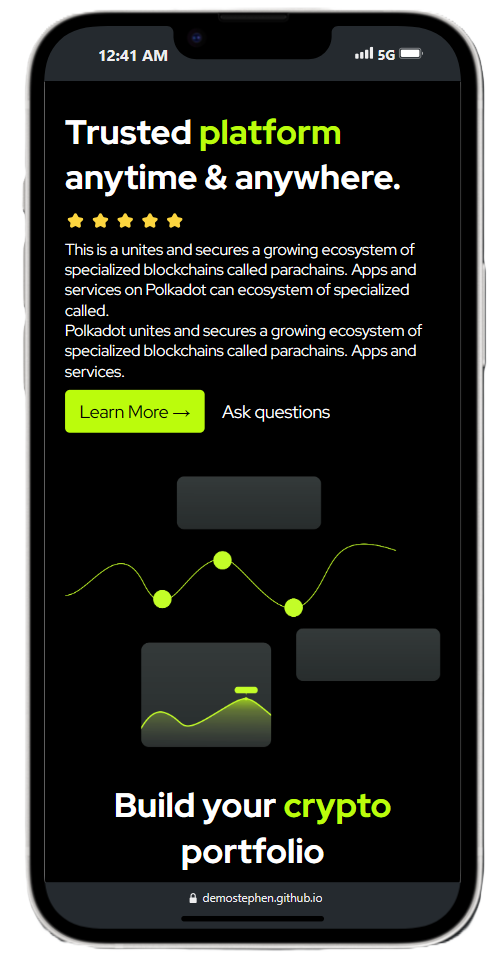 12:41 AM 5G
Trusted platform
anytime & anywhere.
This is a unites and secures a growing ecosystem of
specialized blockchains called parachains. Apps and
services on Polkadot can ecosystem of specialized
called.
Polkadot unites and secures a growing ecosystem of
specialized blockchains called parachains. Apps and
services.
Learn More → Ask questions
Build your crypto
portfolio
demostephen.github.io